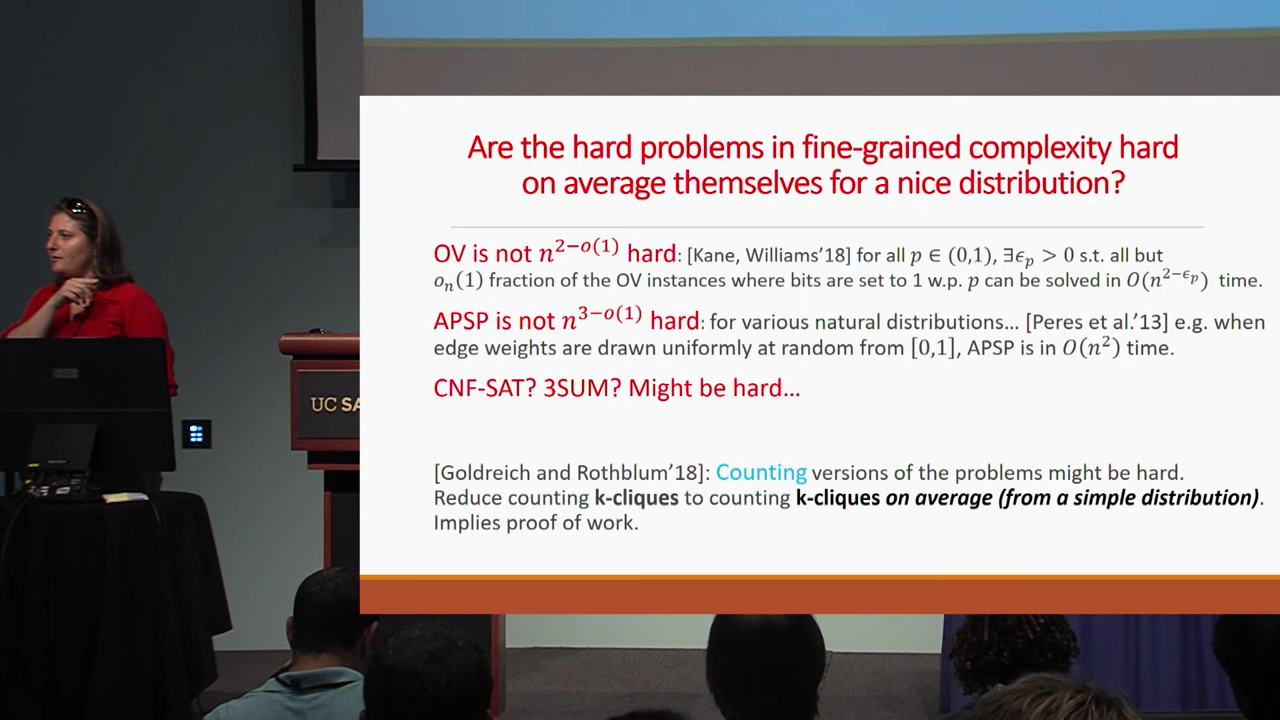 Are the hard problems in fine-grained complexity hard
on average themselves for a nice distribution?
OV is not n^{2−o(1)} hard: [Kane, Williams'18] for all p ∈ (0,1), ∃ϵ_p > 0 s.t. all but
o_n(1) fraction of the OV instances where bits are set to 1 w.p. p can be solved in O(n^{2−ϵ_p}) time.
APSP is not n^{3−o(1)} hard: for various natural distributions... [Peres et al.'13] e.g. when
edge weights are drawn uniformly at random from [0,1], APSP is in O(n^2) time.
CNF-SAT? 3SUM? Might be hard...
UC SA
[Goldreich and Rothblum'18]: Counting versions of the problems might be hard.
Reduce counting k-cliques to counting k-cliques on average (from a simple distribution).
Implies proof of work.